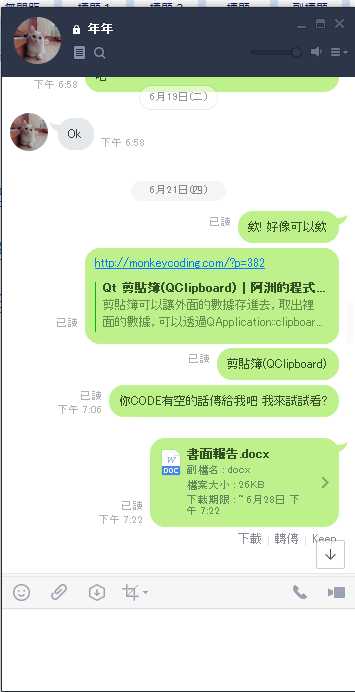 年年
下午 6:58
6月19日(二)
Ok
下午 6:58
6月21日(四)
已讀
欸! 好像可以欸
http://monkeycoding.com/?p=382
Qt 剪貼簿(QClipboard) | 阿洲的程式...
剪貼簿可以讓外面的數據存進去, 取出裡
面的數據, 可以透過QApplication:clipboar...
已讀
已讀
剪貼簿(QClipboard)
已讀
下午 7:06
你CODE有空的話傳給我吧 我來試試看?
W
DOC
書面報告.docx
副檔名 : docx
檔案大小 : 26KB
下載期限 : ~ 6月28日 下
午 7:22
已讀
下午 7:22
下載 | 轉傳 | Keep